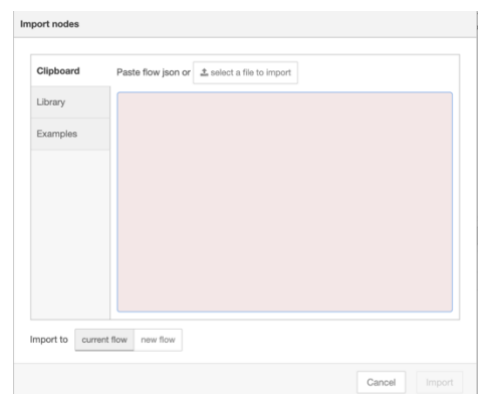 Import nodes
Clipboard
Paste flow json or select a file to import
Library
Examples
Import to current flow new flow
Cancel Import